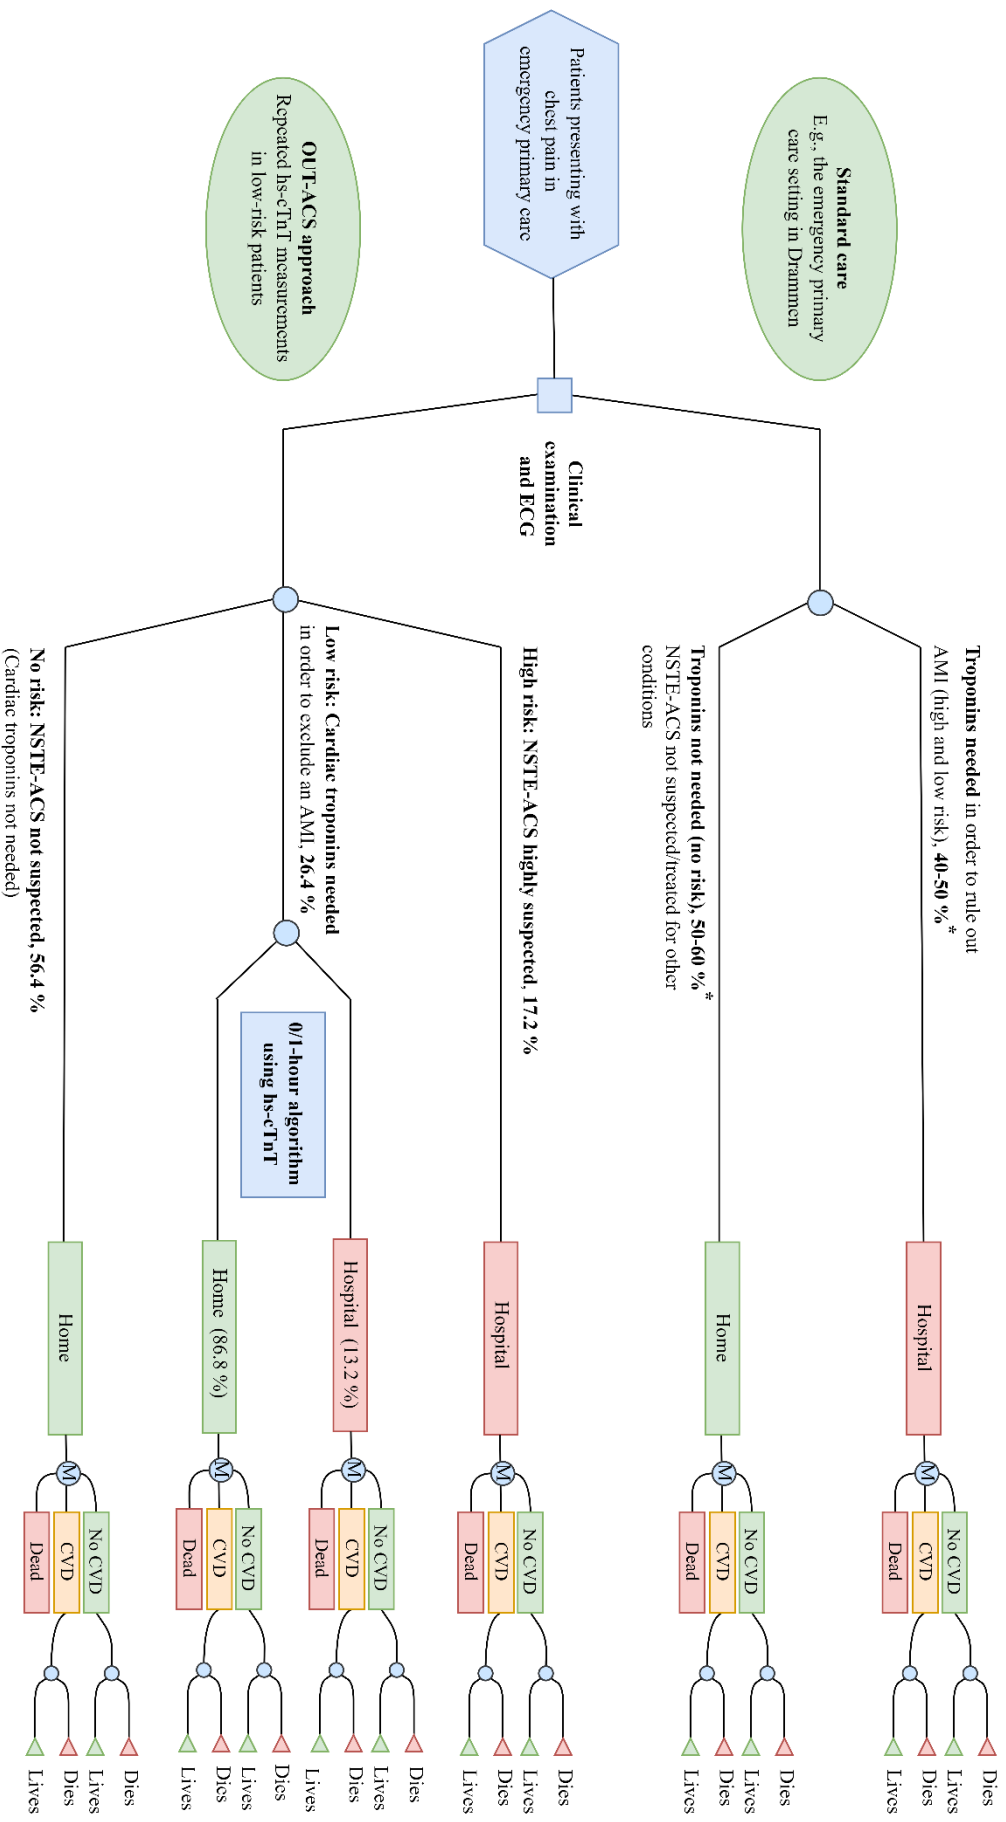 Standard care
E.g., the emergency primary
care setting in Drammen
Patients presenting with
chest pain in
emergency primary care
OUT-ACS approach
Repeated hs-cTnT measurements
in low-risk patients
Clinical
examination
and ECG
Troponins needed in order to rule out
AMI (high and low risk), 40-50 %*
Troponins not needed (no risk), 50-60 %*
NSTE-ACS not suspected/treated for other
conditions
High risk: NSTE-ACS highly suspected, 17.2 %
Low risk: Cardiac troponins needed
in order to exclude an AMI, 26.4 %
No risk: NSTE-ACS not suspected, 56.4 %
(Cardiac troponins not needed)
0/1-hour algorithm
using hs-cTnT
Hospital
M
No CVD
CVD
Dead
Dies
Lives
Dies
Lives
Home
M
No CVD
CVD
Dead
Dies
Lives
Dies
Lives
Hospital
M
No CVD
CVD
Dead
Dies
Lives
Dies
Lives
Hospital (13.2 %)
M
No CVD
CVD
Dead
Dies
Lives
Dies
Lives
Home (86.8 %)
M
No CVD
CVD
Dead
Dies
Lives
Dies
Lives
Home
M
No CVD
CVD
Dead
Dies
Lives
Dies
Lives